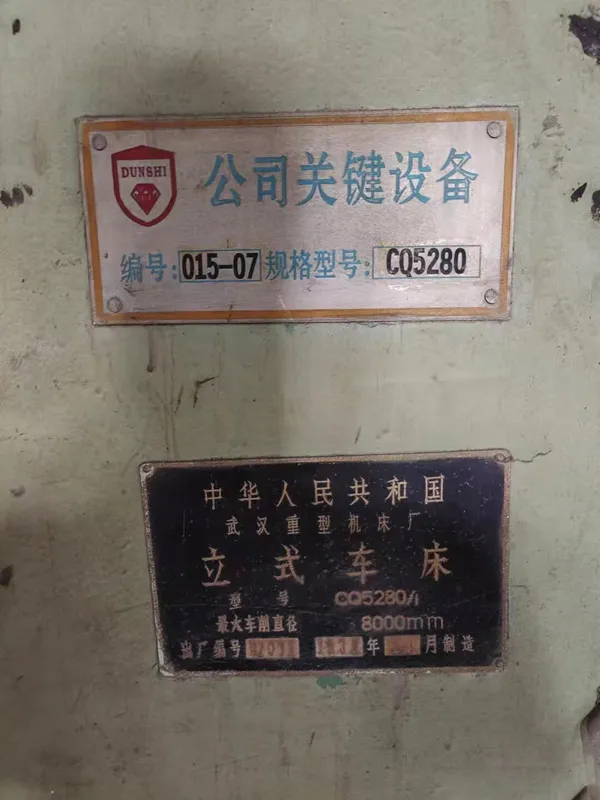 DUNSHI
公司关键设备
编号: 015-07 规格型号: CQ5280
中华人民共和国
武汉重型机床厂
立式车床
型号 CQ5280/1
最大车削直径 8000mm
出厂编号 年 月制造